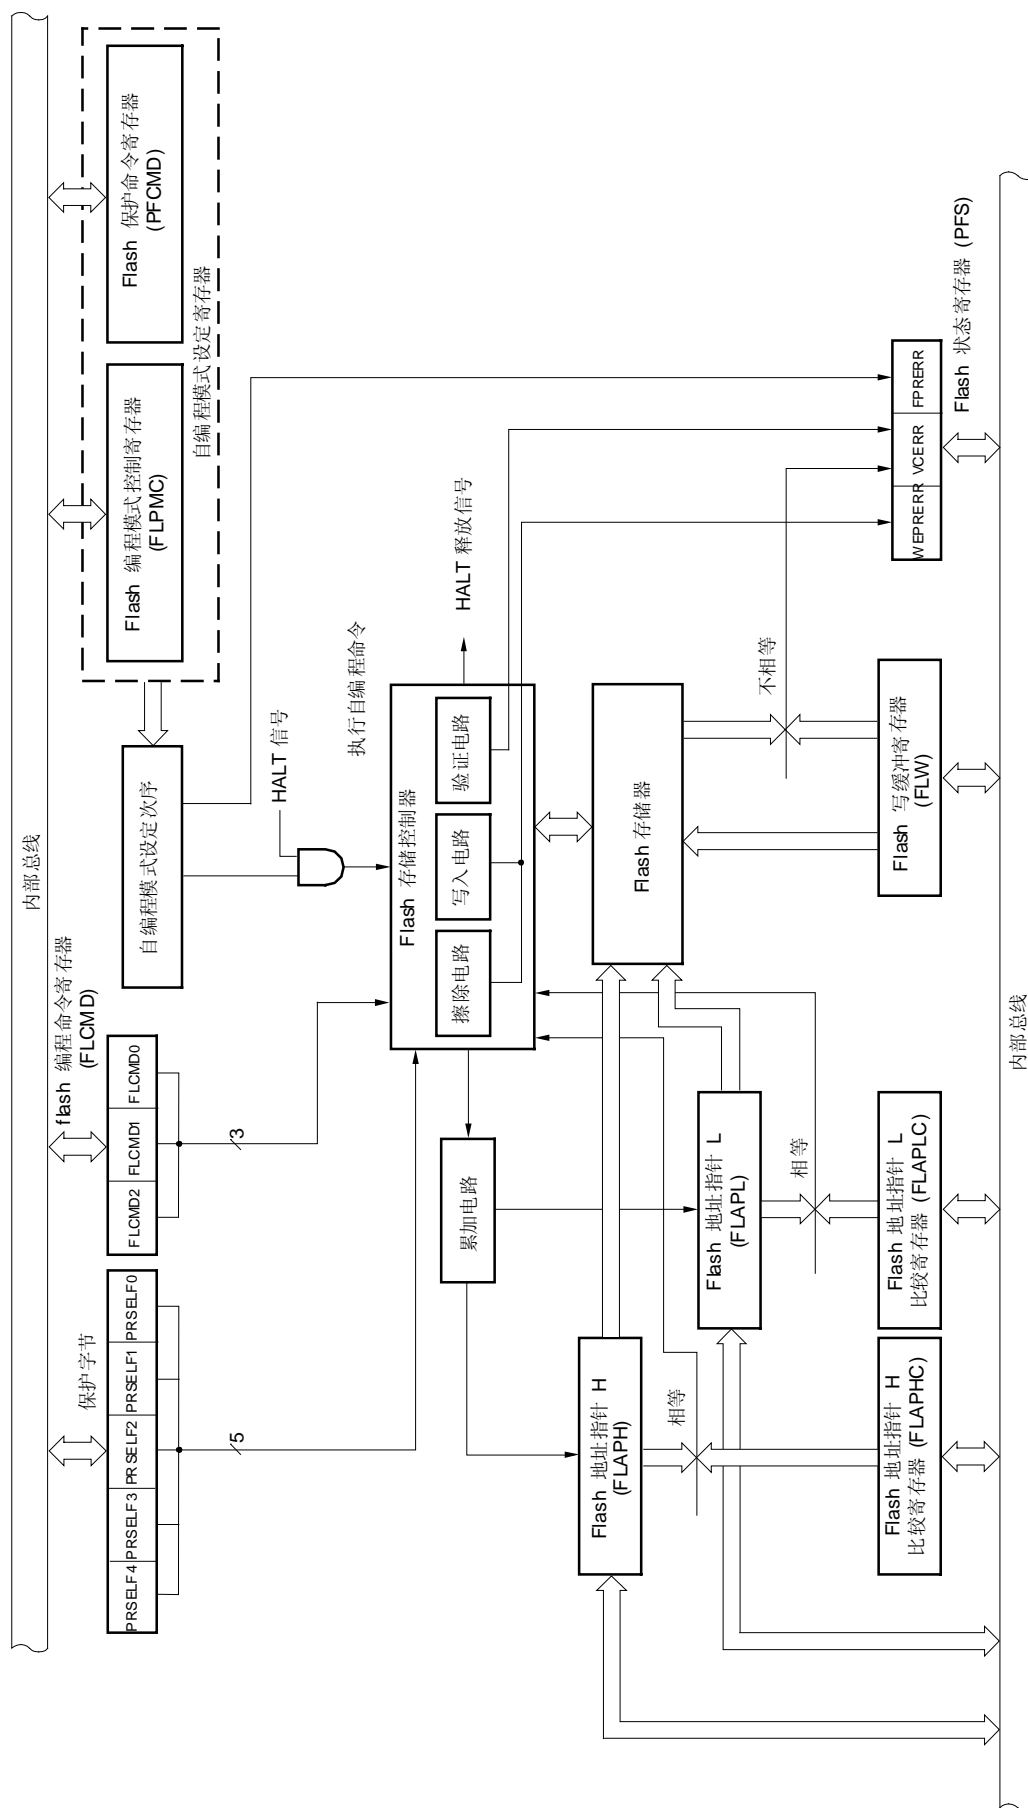 内部总线
保护字节
PRSELF4 PRSELF3 PRSELF2 PRSELF1 PRSELF0
5
flash 编程命令寄存器
(FLCMD)
FLCMD2 FLCMD1 FLCMD0
3
自编程模式设定次序
Flash 编程模式控制寄存器
(FLPMC)
Flash 保护命令寄存器
(PFCMD)
自编程模式设定寄存器
HALT 信号
执行自编程命令
Flash 存储控制器
擦除电路
写入电路
验证电路
HALT 释放信号
累加电路
Flash 地址指针 H
(FLAPH)
Flash 地址指针 L
(FLAPL)
Flash 存储器
相等
相等
不相等
Flash 地址指针 H
比较寄存器 (FLAPHC)
Flash 地址指针 L
比较寄存器 (FLAPLC)
Flash 写缓冲寄存器
(FLW)
WEPRERR VCERR FPRERR
Flash 状态寄存器 (PFS)
内部总线